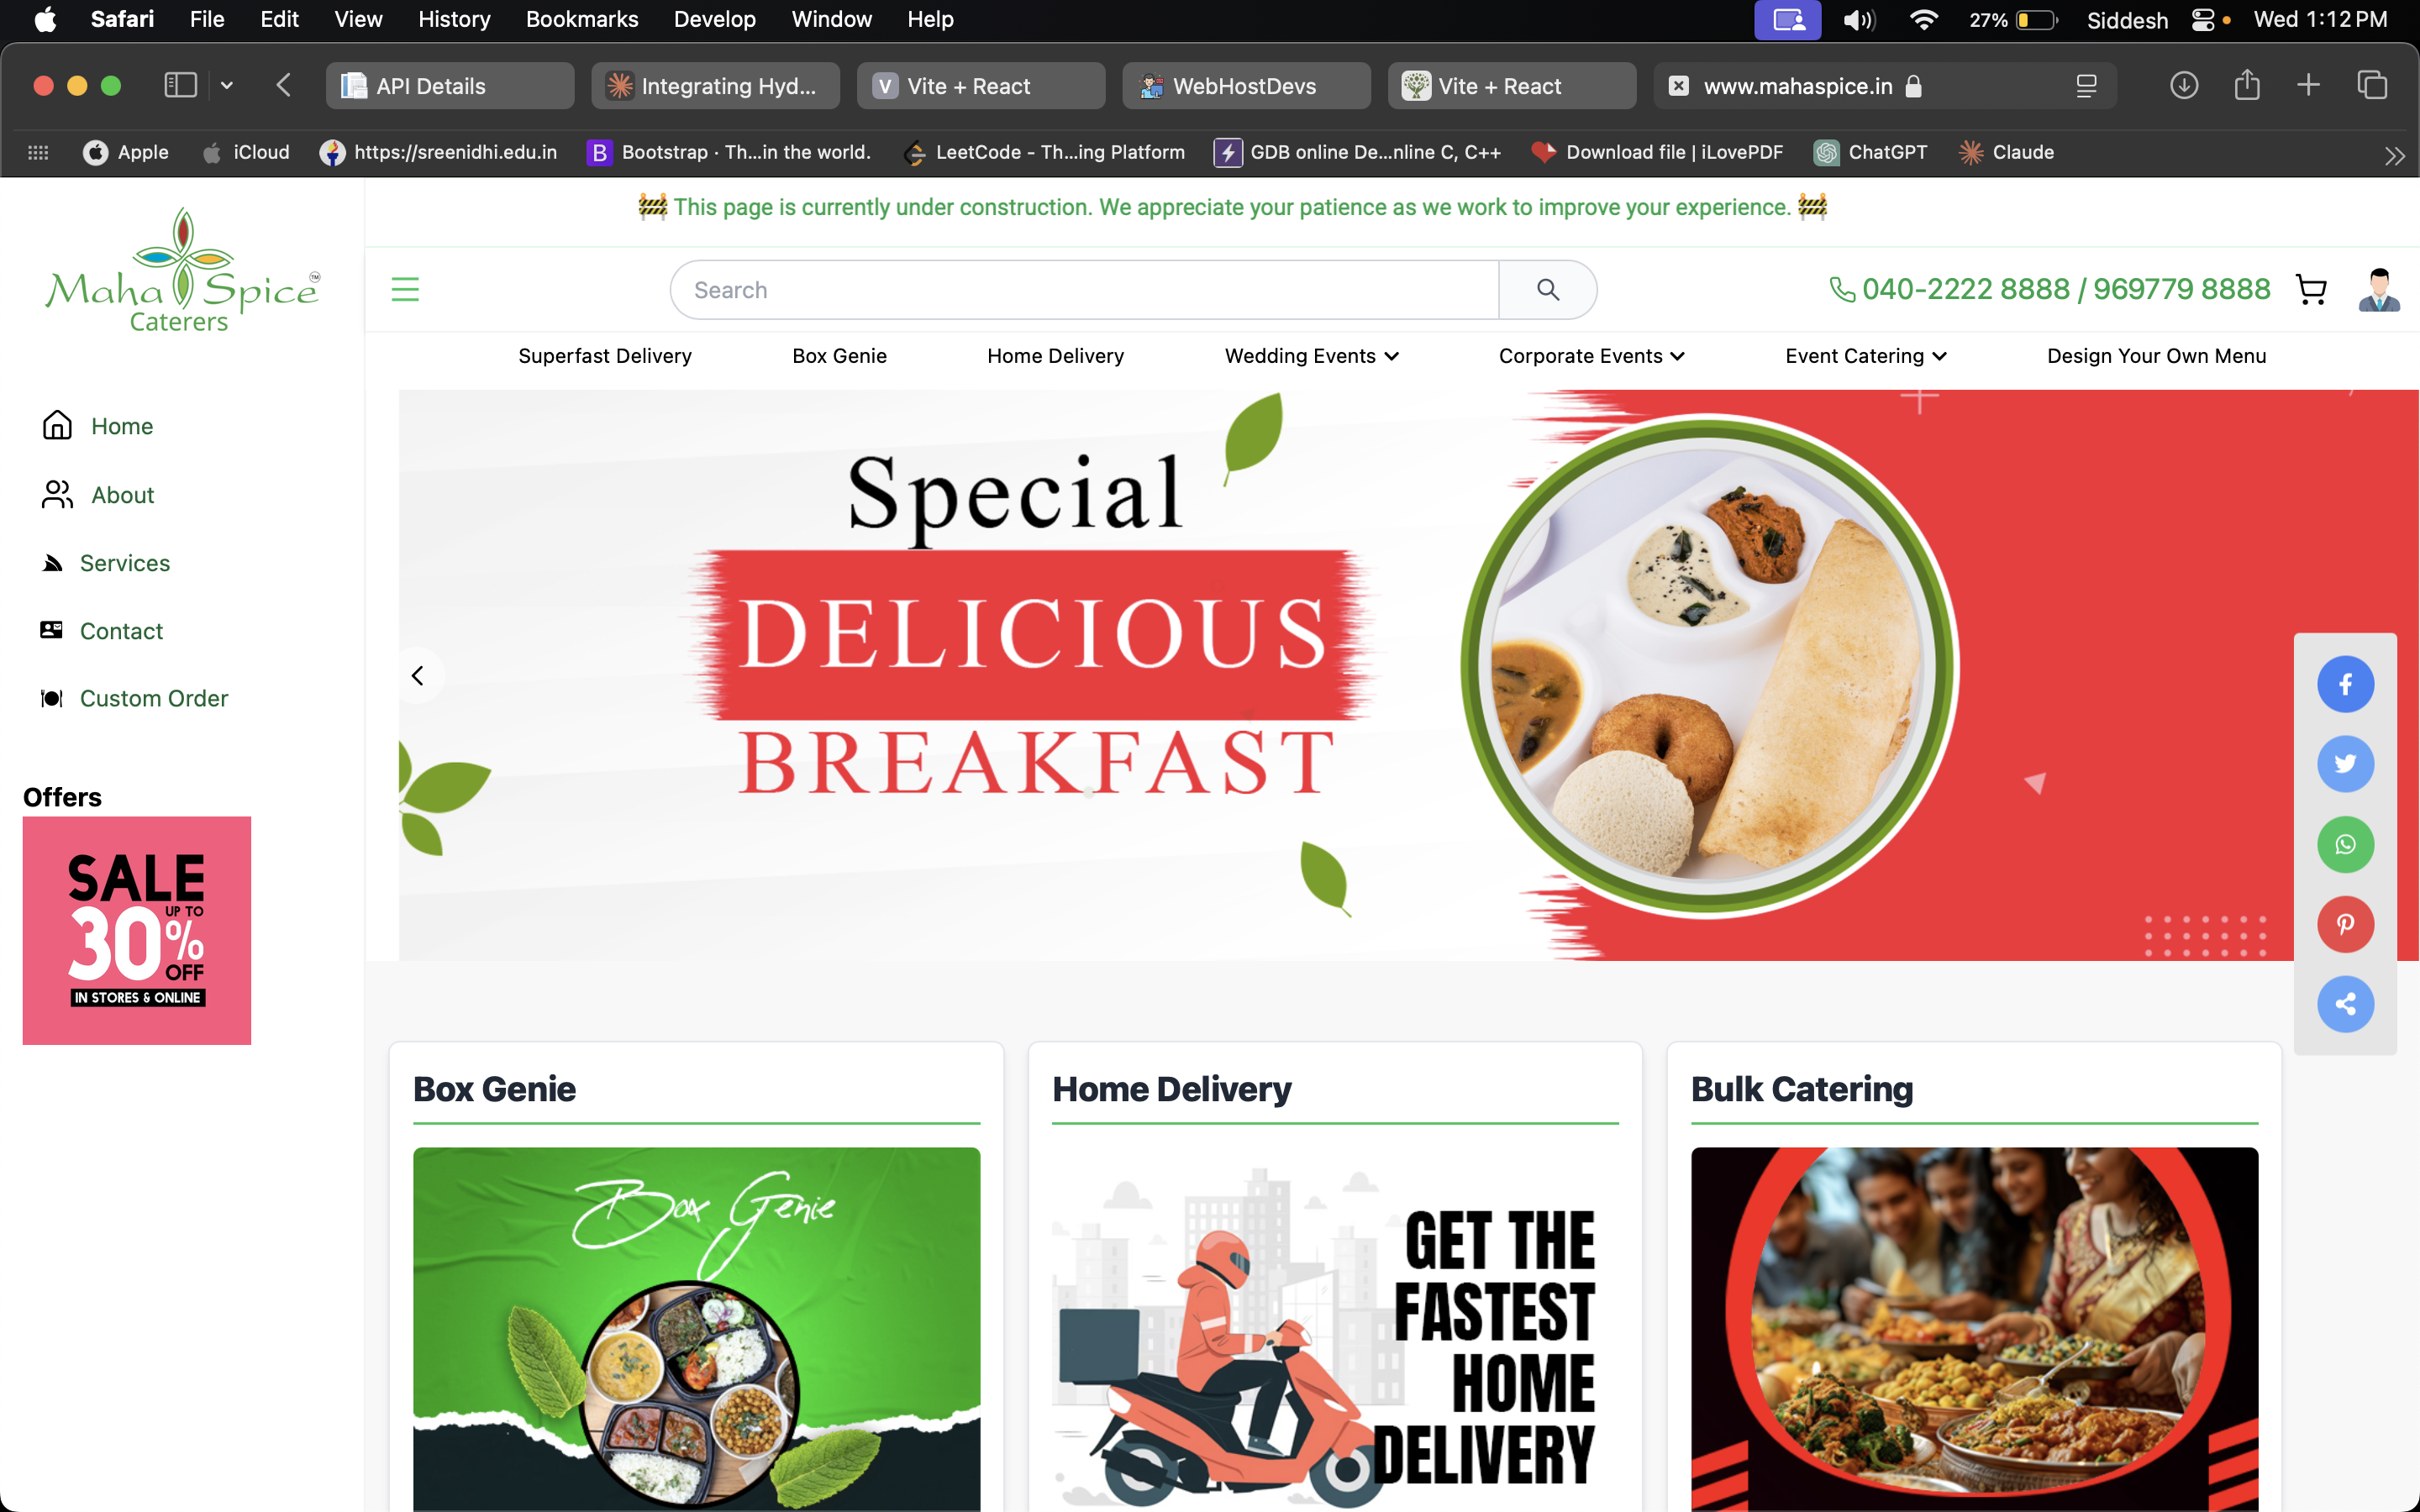 Safari File Edit View History Bookmarks Develop Window Help 27% Siddesh Wed 1:12 PM
API Details Integrating Hyd... Vite + React WebHostDevs Vite + React www.mahaspice.in
Apple iCloud https://sreenidhi.edu.in Bootstrap · Th...in the world. LeetCode - Th...ing Platform GDB online De...nline C, C++ Download file | iLovePDF ChatGPT Claude
🚧 This page is currently under construction. We appreciate your patience as we work to improve your experience. 🚧
Maha Spice™
Caterers
Search
040-2222 8888 / 969779 8888
Superfast Delivery Box Genie Home Delivery Wedding Events Corporate Events Event Catering Design Your Own Menu
Home
About
Services
Contact
Custom Order
Offers
SALE
UP TO
30%
OFF
IN STORES & ONLINE
Special
DELICIOUS
BREAKFAST
Box Genie
Box Genie
Home Delivery
GET THE
FASTEST
HOME
DELIVERY
Bulk Catering